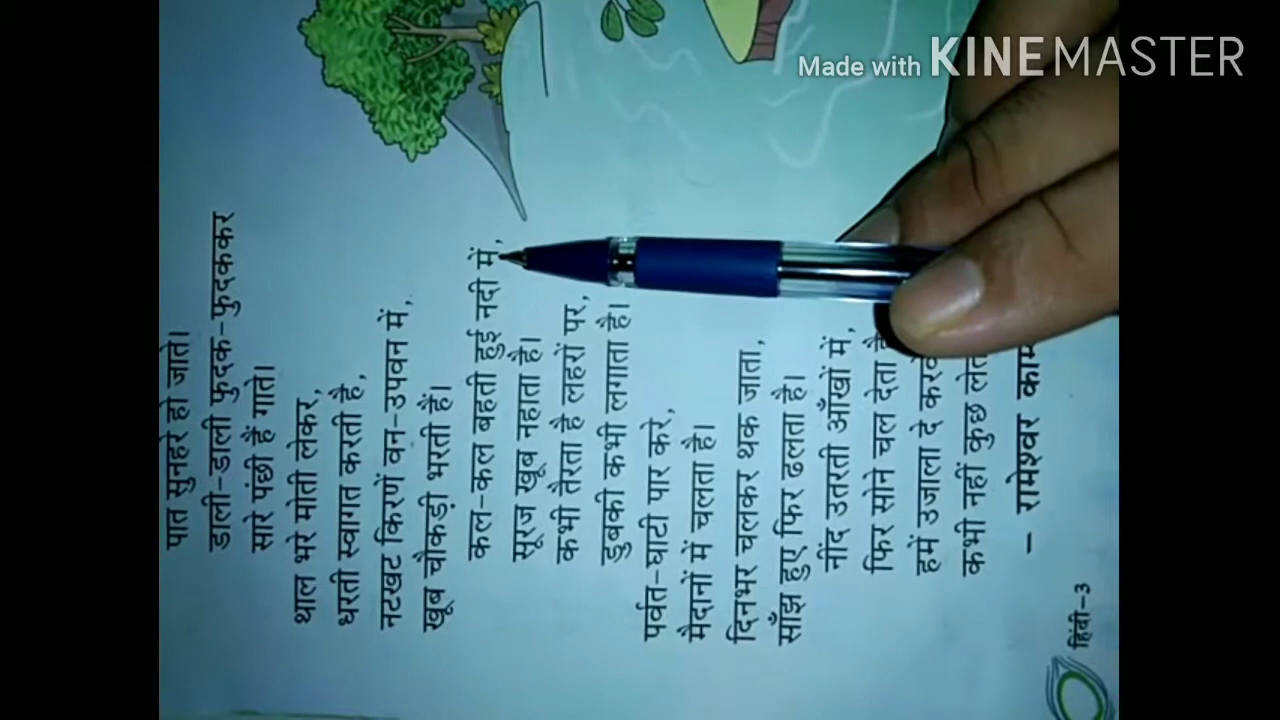 Made with KINEMASTER
पात सुनहरे हो जाते।
डाली-डाली फुदक-फुदककर
सारे पंछी हैं गाते।
थाल भरे मोती लेकर,
धरती स्वागत करती है,
नटखट किरणें वन-उपवन में,
खूब चौकड़ी भरती हैं।
कल-कल बहती हुई नदी में,
सूरज खूब नहाता है।
कभी तैरता है लहरों पर,
डुबकी कभी लगाता है।
पर्वत-घाटी पार करे,
मैदानों में चलता है।
दिनभर चलकर थक जाता,
साँझ हुए फिर ढलता है।
नींद उतरती आँखों में,
फिर सोने चल देता है
हमें उजाला दे
कभी नहीं कुछ
– रामेश्वर
हिंदी-3